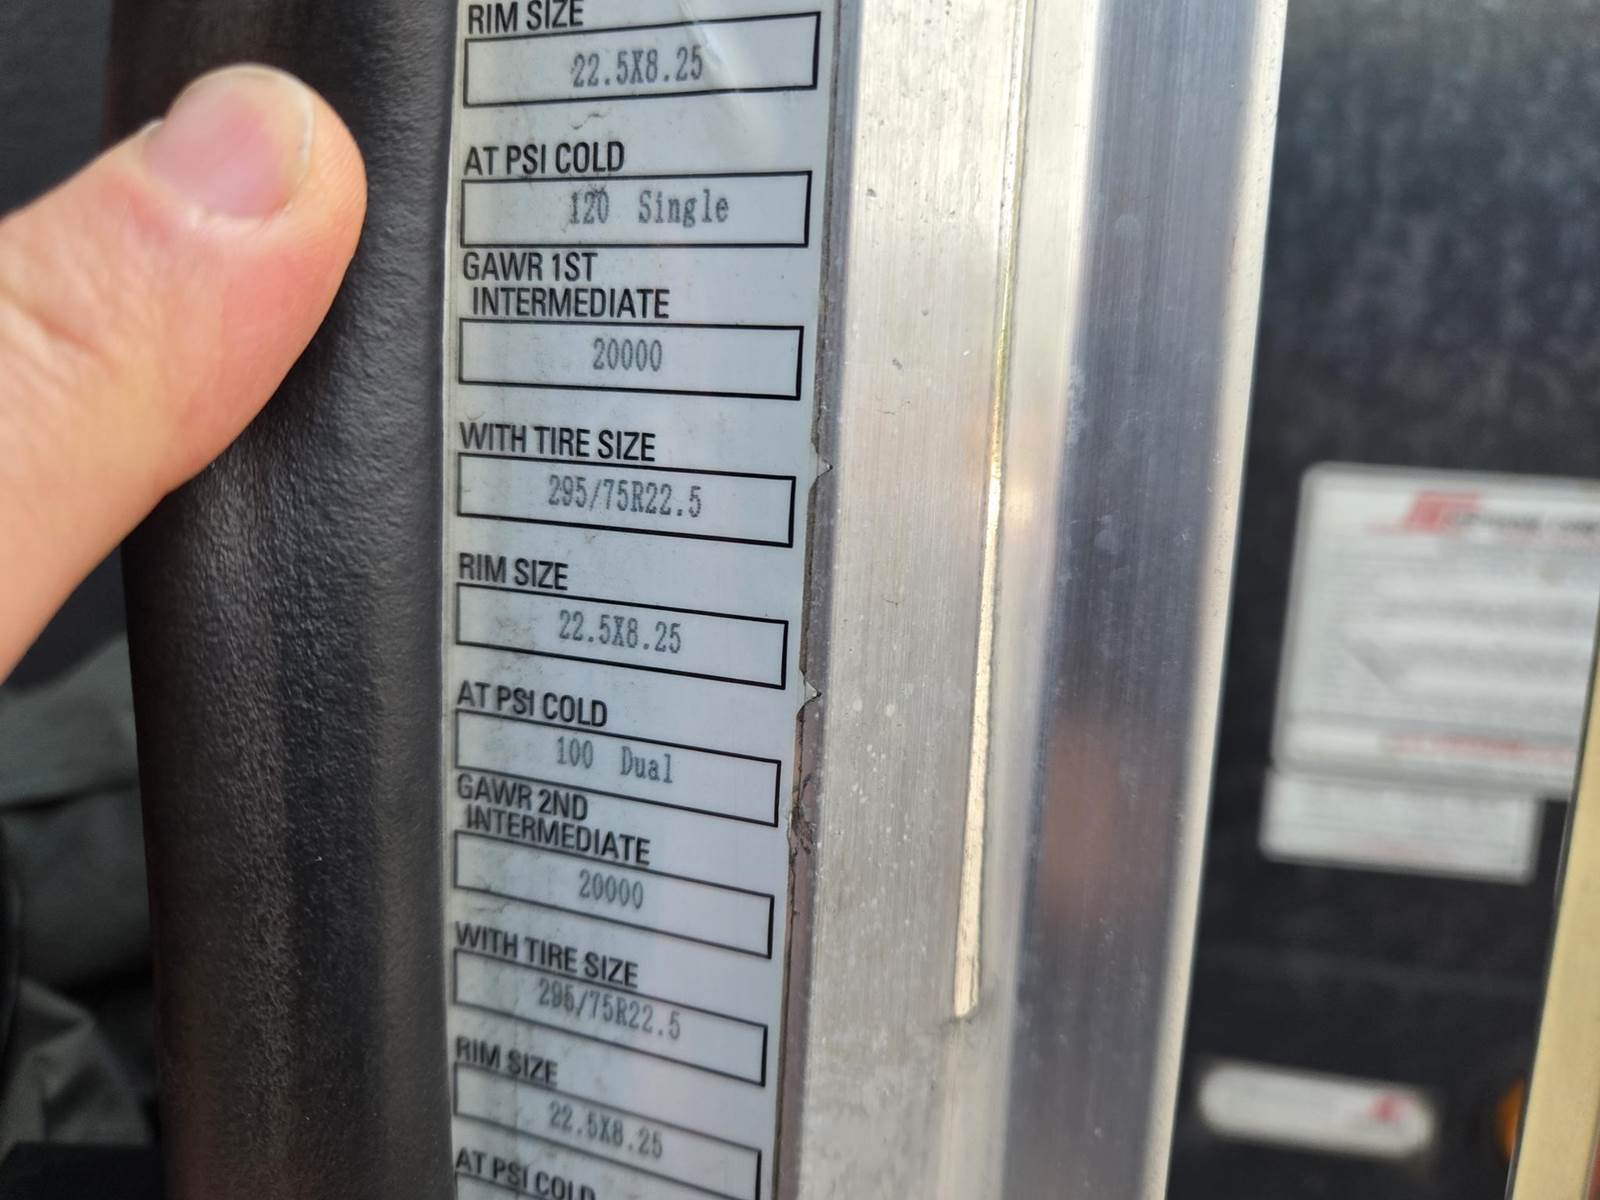 RIM SIZE
22.5X8.25
AT PSI COLD
120 Single
GAWR 1ST
INTERMEDIATE
20000
WITH TIRE SIZE
295/75R22.5
RIM SIZE
22.5X8.25
AT PSI COLD
100 Dual
GAWR 2ND
INTERMEDIATE
20000
WITH TIRE SIZE
295/75R22.5
RIM SIZE
22.5X8.25
AT PSI COLD